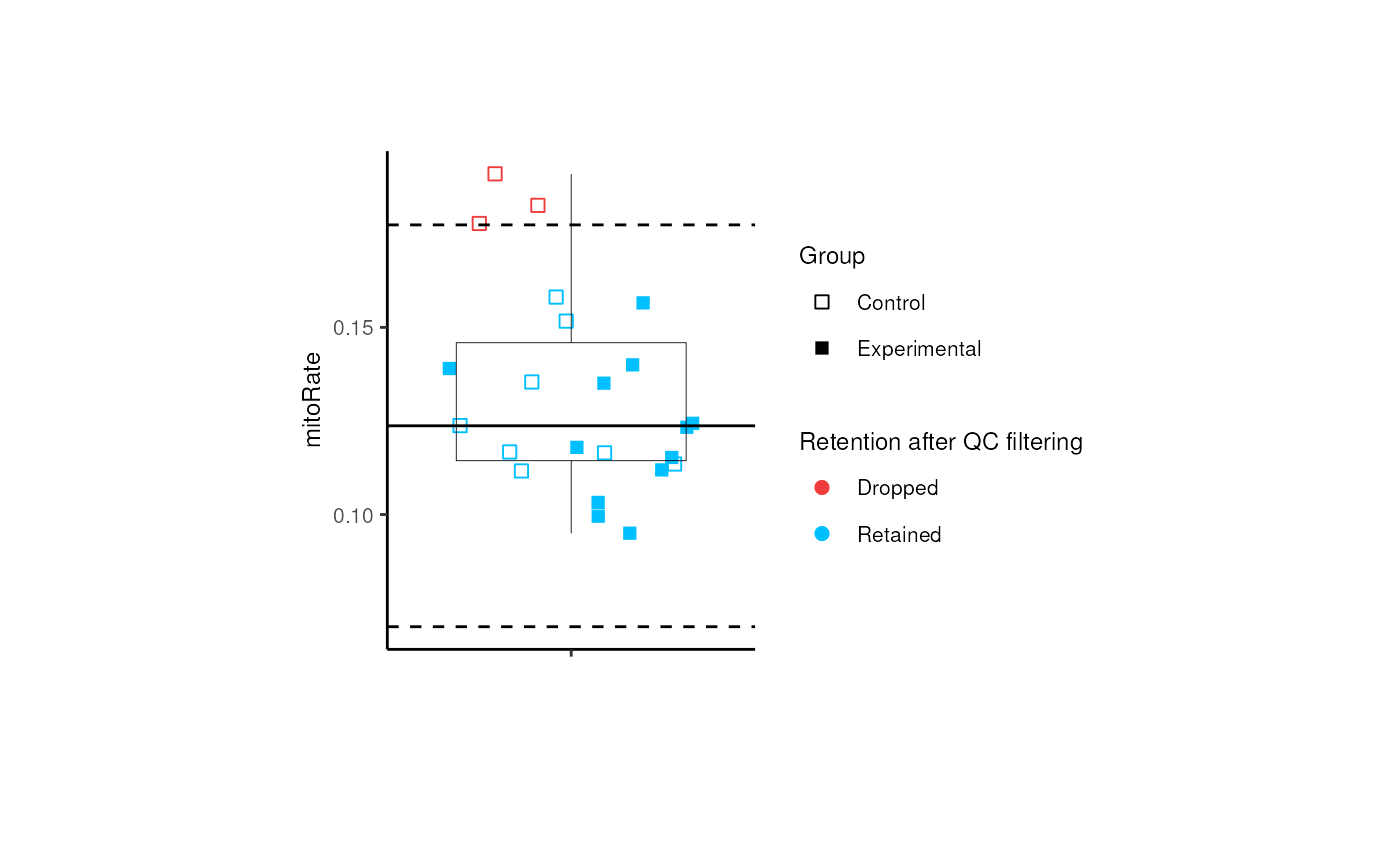 mitoRate
0.15
0.10
Group
Control
Experimental
Retention after QC filtering
Dropped
Retained